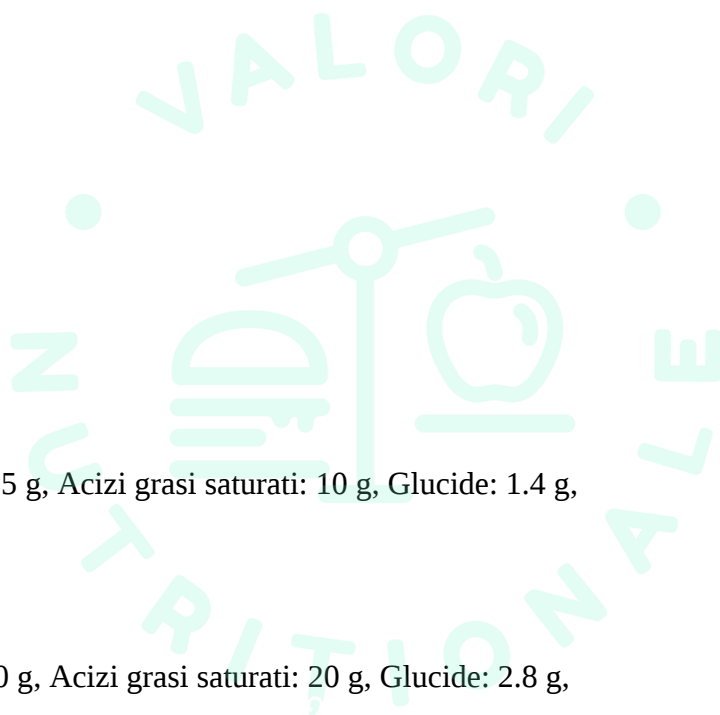 VALORI
NUTRIȚIONALE
5 g, Acizi grasi saturati: 10 g, Glucide: 1.4 g,
0 g, Acizi grasi saturati: 20 g, Glucide: 2.8 g,